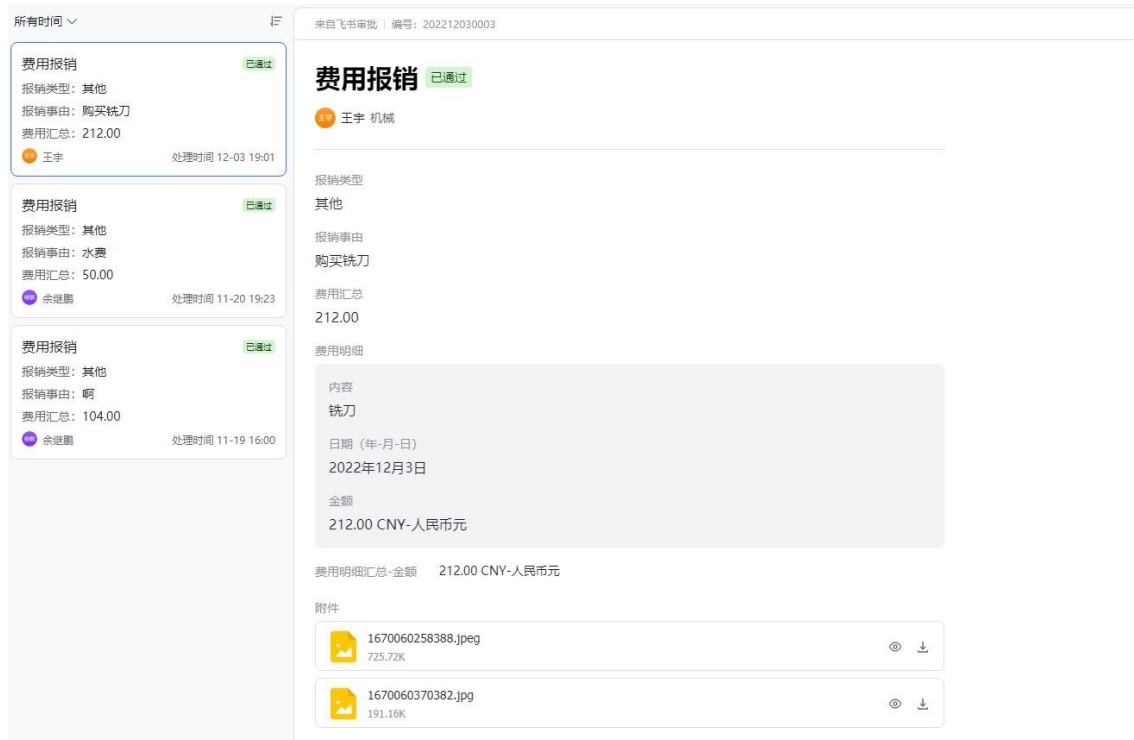 所有时间
费用报销 已通过
报销类型：其他
报销事由：购买铣刀
费用汇总：212.00
王宇 处理时间 12-03 19:01
费用报销 已通过
报销类型：其他
报销事由：水费
费用汇总：50.00
余继鹏 处理时间 11-20 19:23
费用报销 已通过
报销类型：其他
报销事由：啊
费用汇总：104.00
余继鹏 处理时间 11-19 16:00
来自飞书审批 编号：202212030003
费用报销 已通过
王宇 王宇 机械
报销类型
其他
报销事由
购买铣刀
费用汇总
212.00
费用明细
内容
铣刀
日期（年-月-日）
2022年12月3日
金额
212.00 CNY-人民币元
费用明细汇总-金额 212.00 CNY-人民币元
附件
1670060258388.jpeg
725.72K
1670060370382.jpg
191.16K